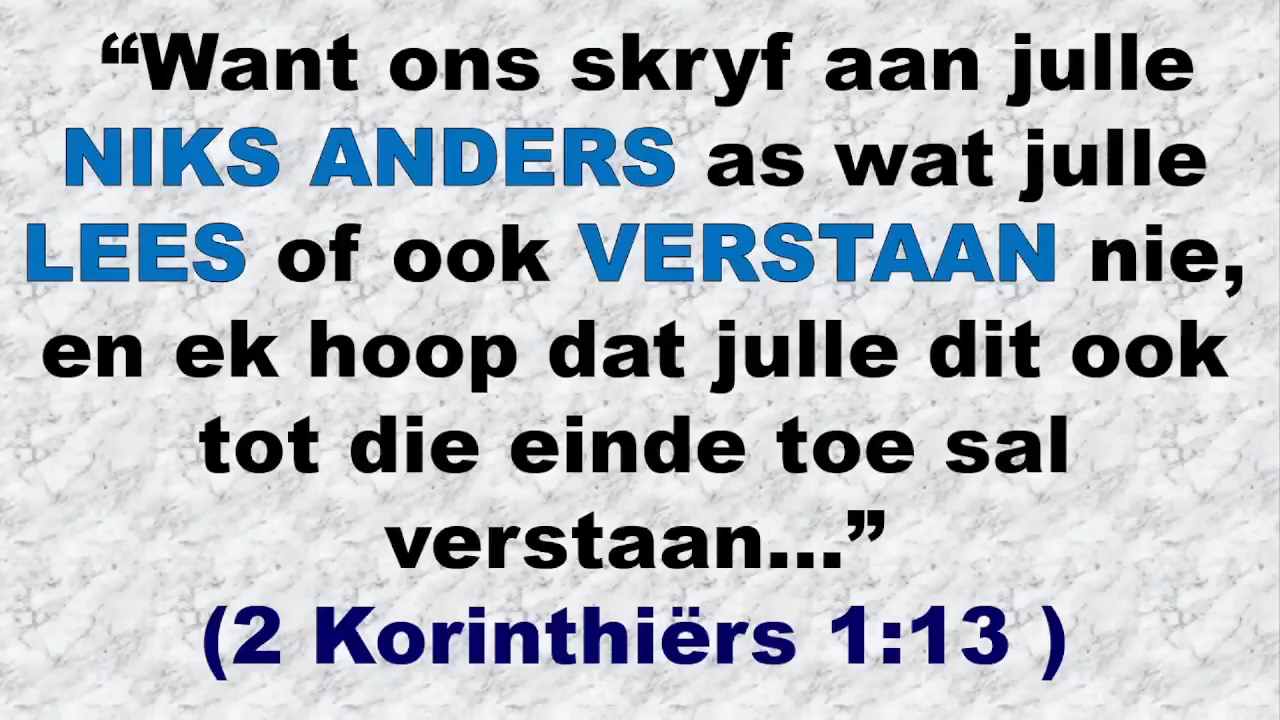 “Want ons skryf aan julle
NIKS ANDERS as wat julle
LEES of ook VERSTAAN nie,
en ek hoop dat julle dit ook
tot die einde toe sal
verstaan...”
(2 Korinthiërs 1:13 )